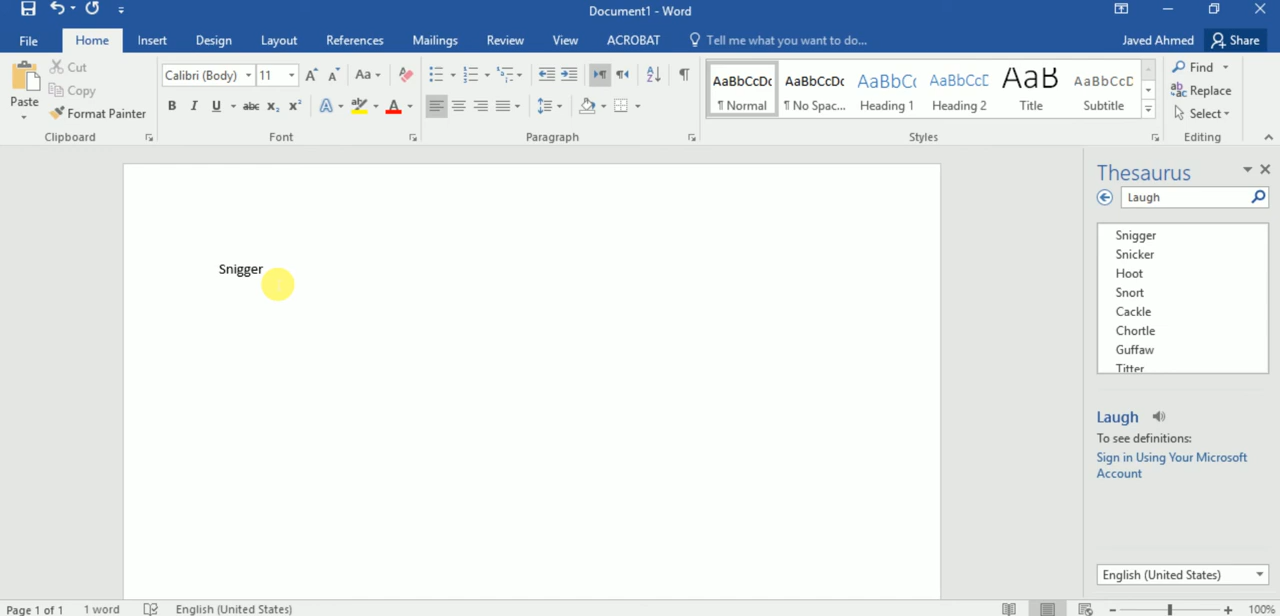 Document1 - Word
File Home Insert Design Layout References Mailings Review View ACROBAT Tell me what you want to do... Javed Ahmed Share
Paste Cut Copy Format Painter
Clipboard
Calibri (Body) 11 Aa
B I U abc X₂ X² A A
Font
Paragraph
AaBbCcDc AaBbCcDc AaBbCc AaBbCcD AaB AaBbCcD
¶ Normal ¶ No Spac... Heading 1 Heading 2 Title Subtitle
Styles
Find
Replace
Select
Editing
Snigger
Thesaurus
Laugh
Snigger
Snicker
Hoot
Snort
Cackle
Chortle
Guffaw
Titter
Laugh
To see definitions:
Sign in Using Your Microsoft
Account
English (United States)
Page 1 of 1 1 word English (United States) 100%